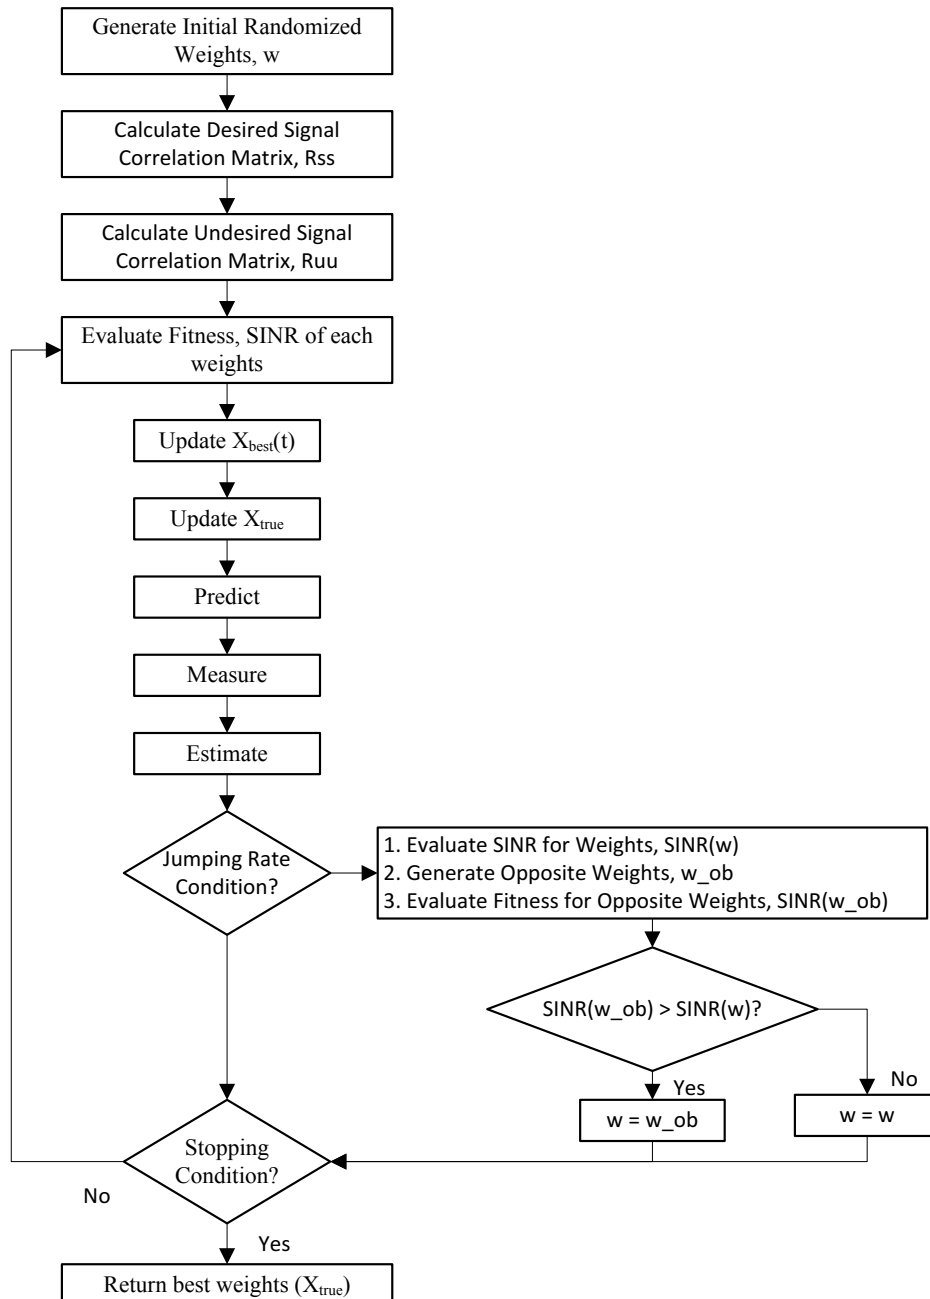 Generate Initial Randomized
Weights, w
Calculate Desired Signal
Correlation Matrix, Rss
Calculate Undesired Signal
Correlation Matrix, Ruu
Evaluate Fitness, SINR of each
weights
Update Xbest(t)
Update Xtrue
Predict
Measure
Estimate
Jumping Rate
Condition?
1. Evaluate SINR for Weights, SINR(w)
2. Generate Opposite Weights, w_ob
3. Evaluate Fitness for Opposite Weights, SINR(w_ob)
SINR(w_ob) > SINR(w)?
Yes
No
w = w_ob
w = w
Stopping
Condition?
No
Yes
Return best weights (Xtrue)